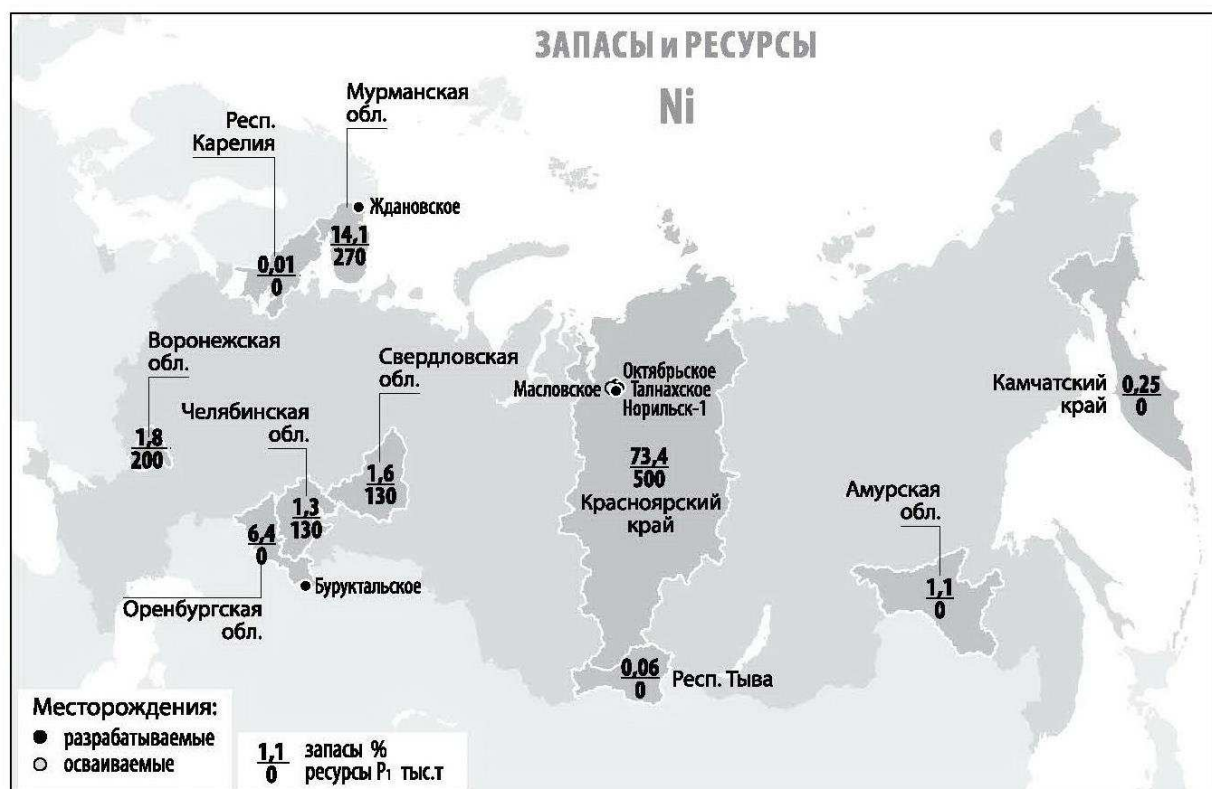 ЗАПАСЫ и РЕСУРСЫ
Ni
Мурманская
обл.
Респ.
Карелия
Ждановское
14,1
270
0,01
0
Воронежская
обл.
1,8
200
Свердловская
обл.
1,6
130
Челябинская
обл.
1,3
130
6,4
0
Оренбургская
обл.
Буруктальское
Масловское
Октябрьское
Талнахское
Норильск-1
73,4
500
Красноярский
край
Камчатский
край
0,25
0
Амурская
обл.
1,1
0
0,06
0
Респ. Тыва
Месторождения:
разрабатываемые
осваиваемые
1,1
0
запасы %
ресурсы P₁ тыс.т